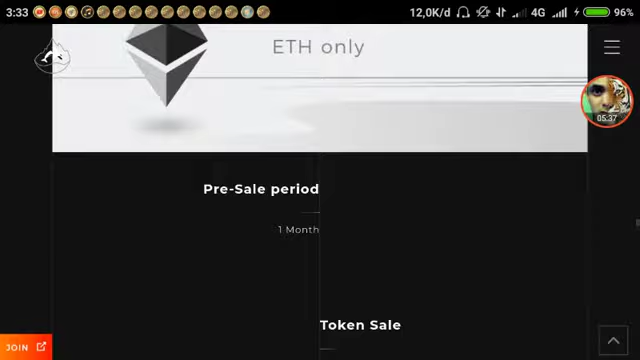 3:33 12,0K/d 4G 96%
ETH only
05:37
Pre-Sale period
1 Month
Token Sale
JOIN